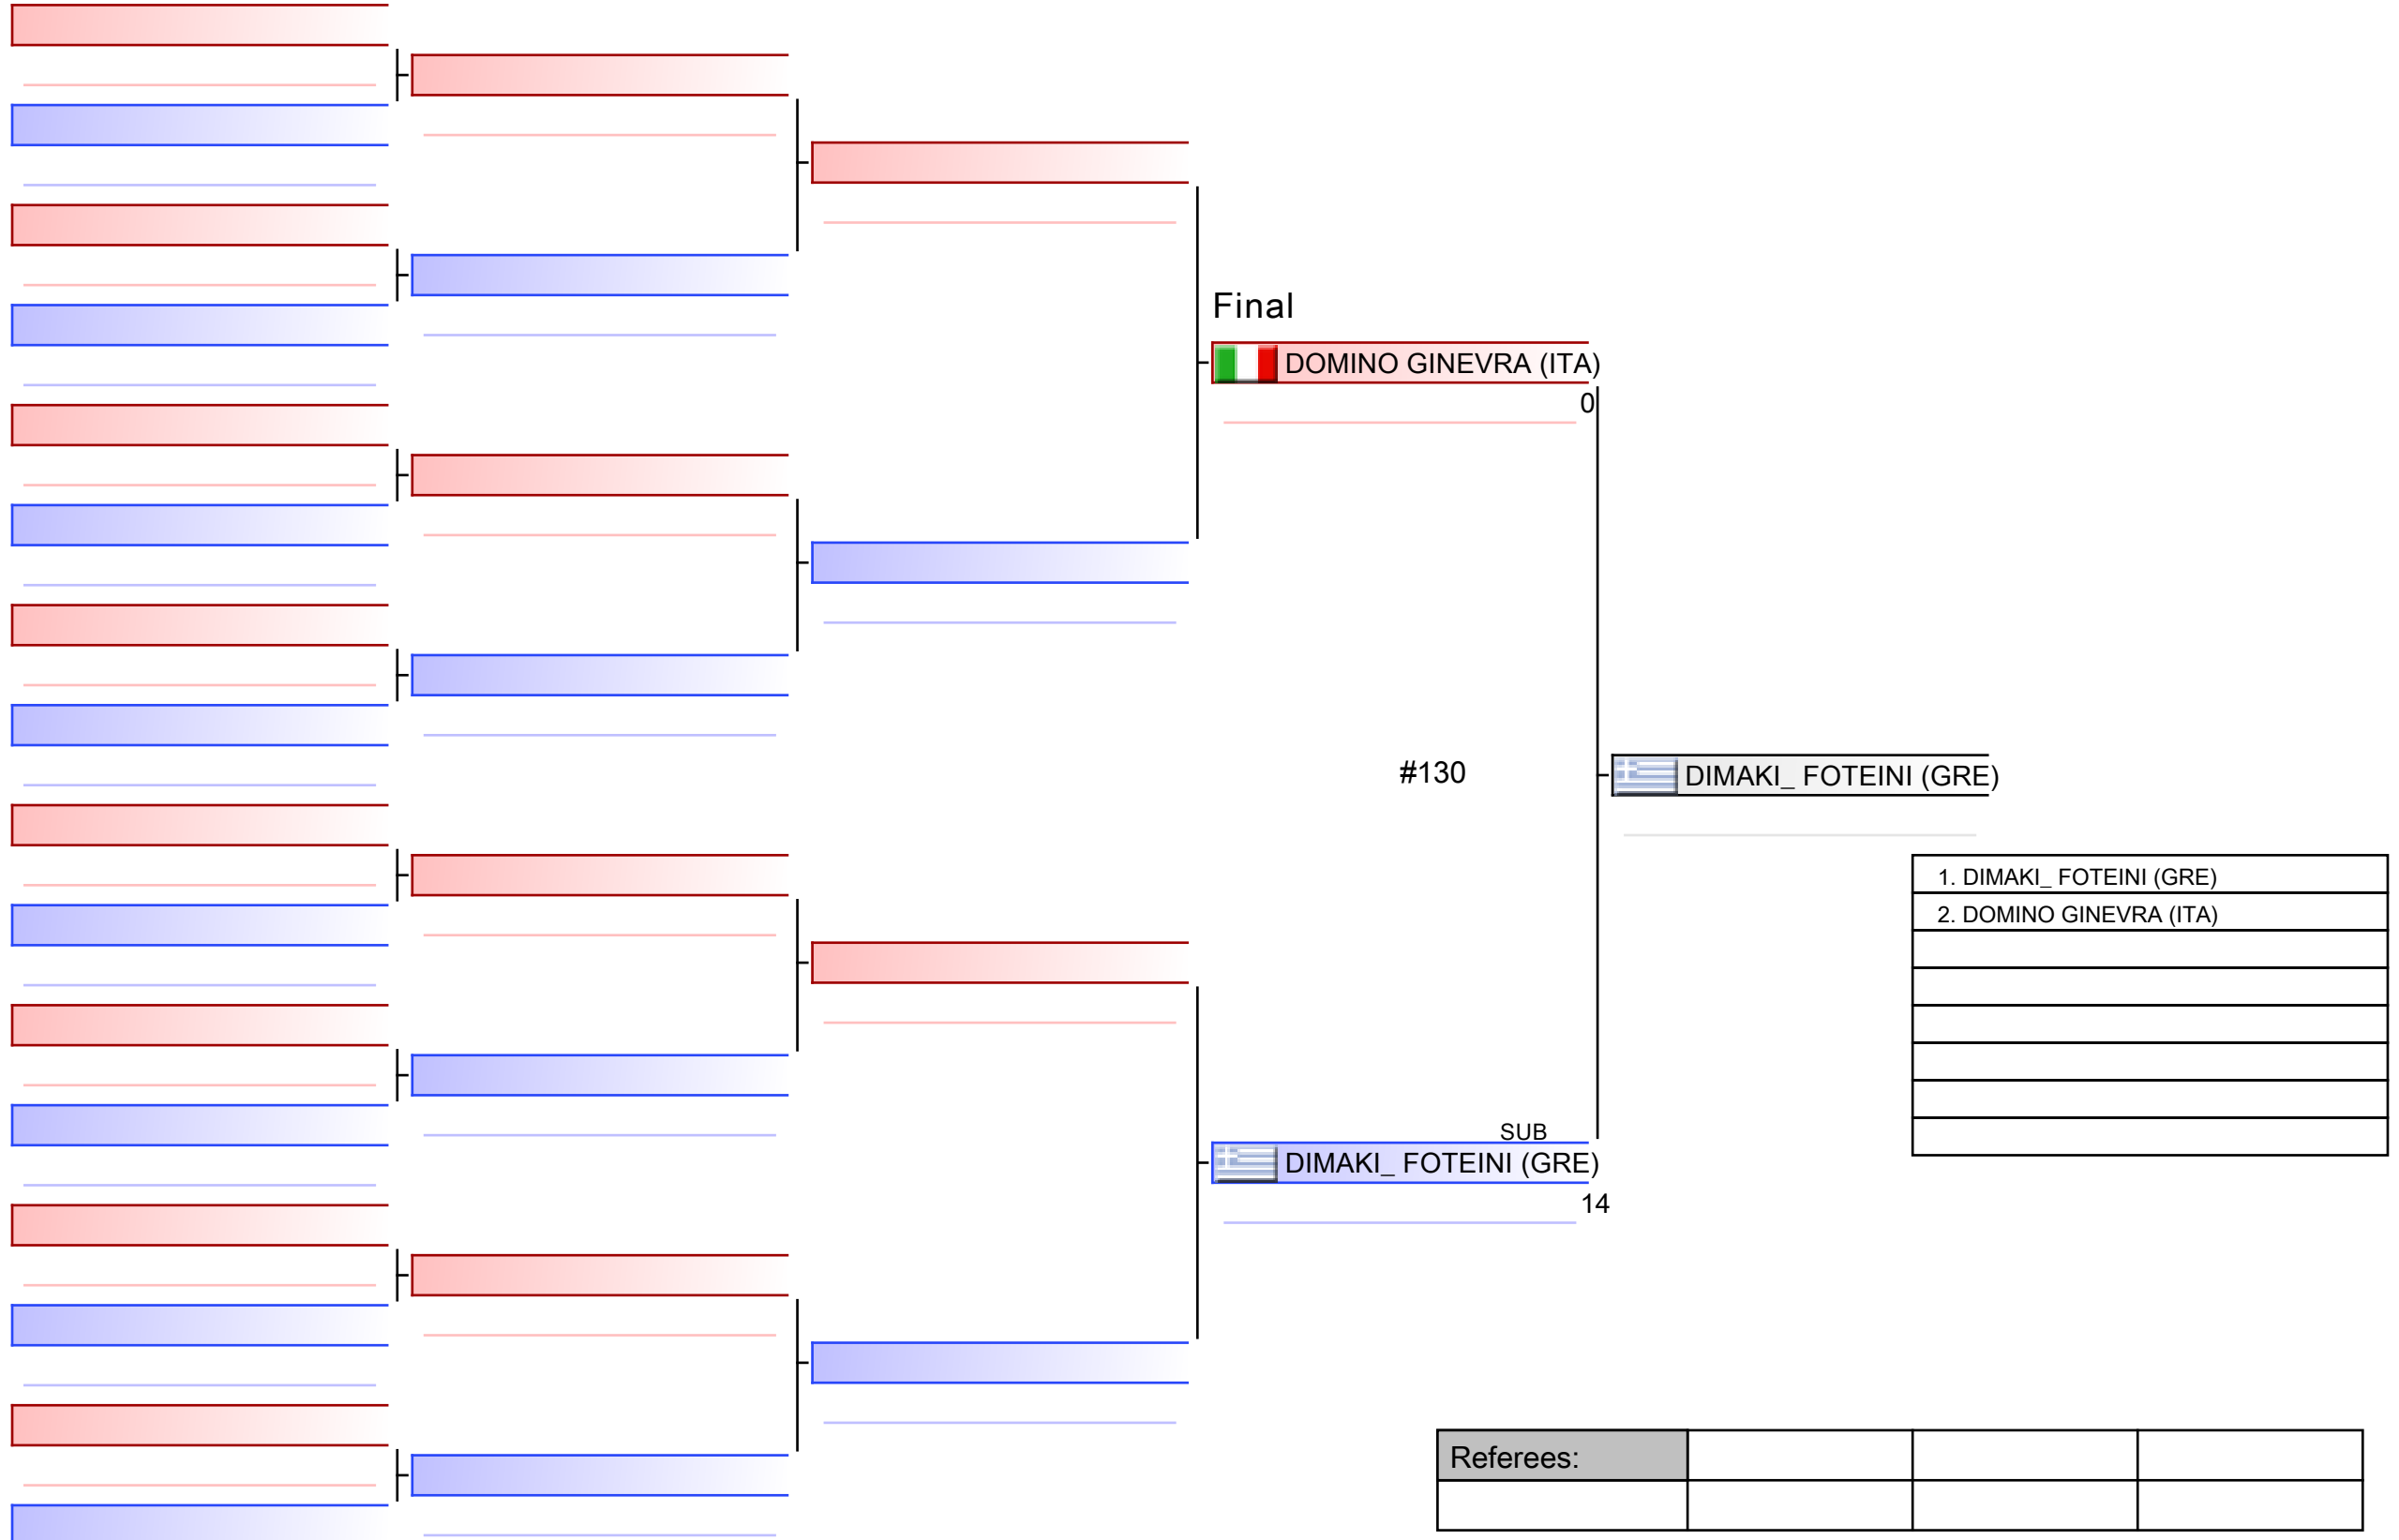 Final
DOMINO GINEVRA (ITA)
0
#130
DIMAKI_ FOTEINI (GRE)
1. DIMAKI_ FOTEINI (GRE)
2. DOMINO GINEVRA (ITA)
SUB
DIMAKI_ FOTEINI (GRE)
14
Referees: